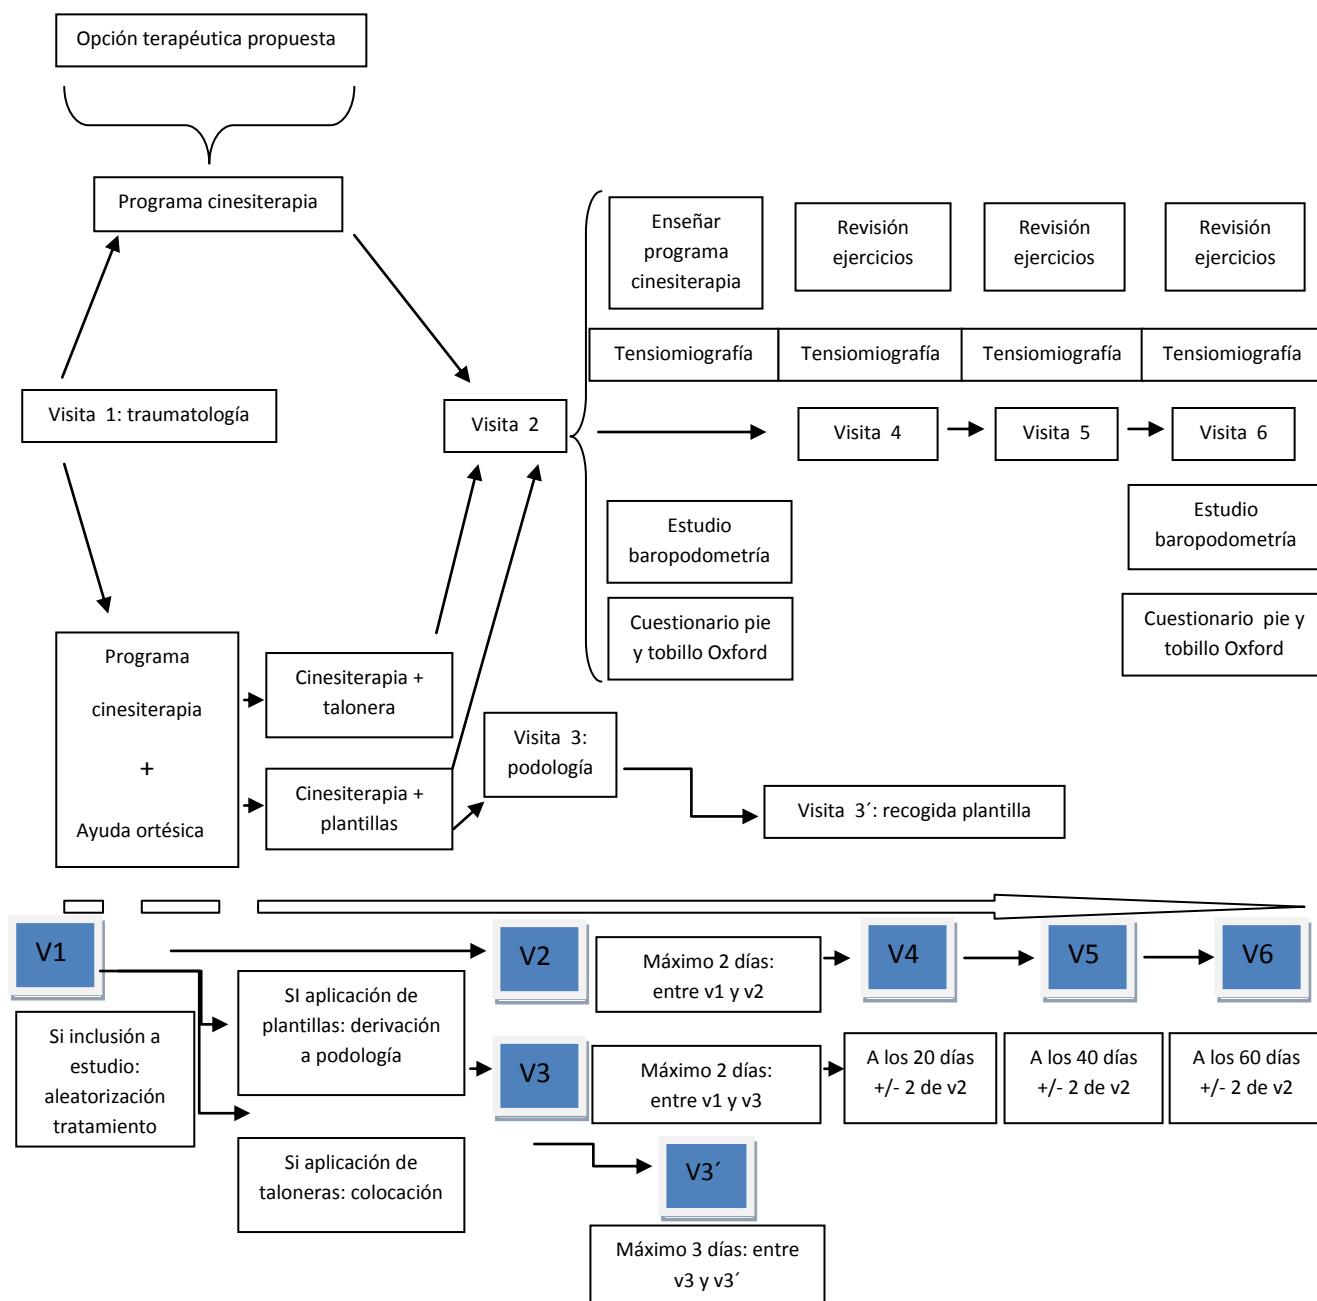 Opción terapéutica propuesta
Programa cinesiterapia
Enseñar
programa
cinesiterapia
Revisión
ejercicios
Revisión
ejercicios
Revisión
ejercicios
Tensiomiografía
Tensiomiografía
Tensiomiografía
Tensiomiografía
Visita 1: traumatología
Visita 2
Visita 4
Visita 5
Visita 6
Estudio
baropodometría
Estudio
baropodometría
Cuestionario pie
y tobillo Oxford
Cuestionario pie y
tobillo Oxford
Programa
cinesiterapia
+
Ayuda ortésica
Cinesiterapia +
talonera
Cinesiterapia +
plantillas
Visita 3:
podología
Visita 3´: recogida plantilla
V1
V2
Máximo 2 días:
entre v1 y v2
V4
V5
V6
Si inclusión a
estudio:
aleatorización
tratamiento
SI aplicación de
plantillas: derivación
a podología
V3
Máximo 2 días:
entre v1 y v3
A los 20 días
+/- 2 de v2
A los 40 días
+/- 2 de v2
A los 60 días
+/- 2 de v2
Si aplicación de
taloneras: colocación
V3´
Máximo 3 días: entre
v3 y v3´